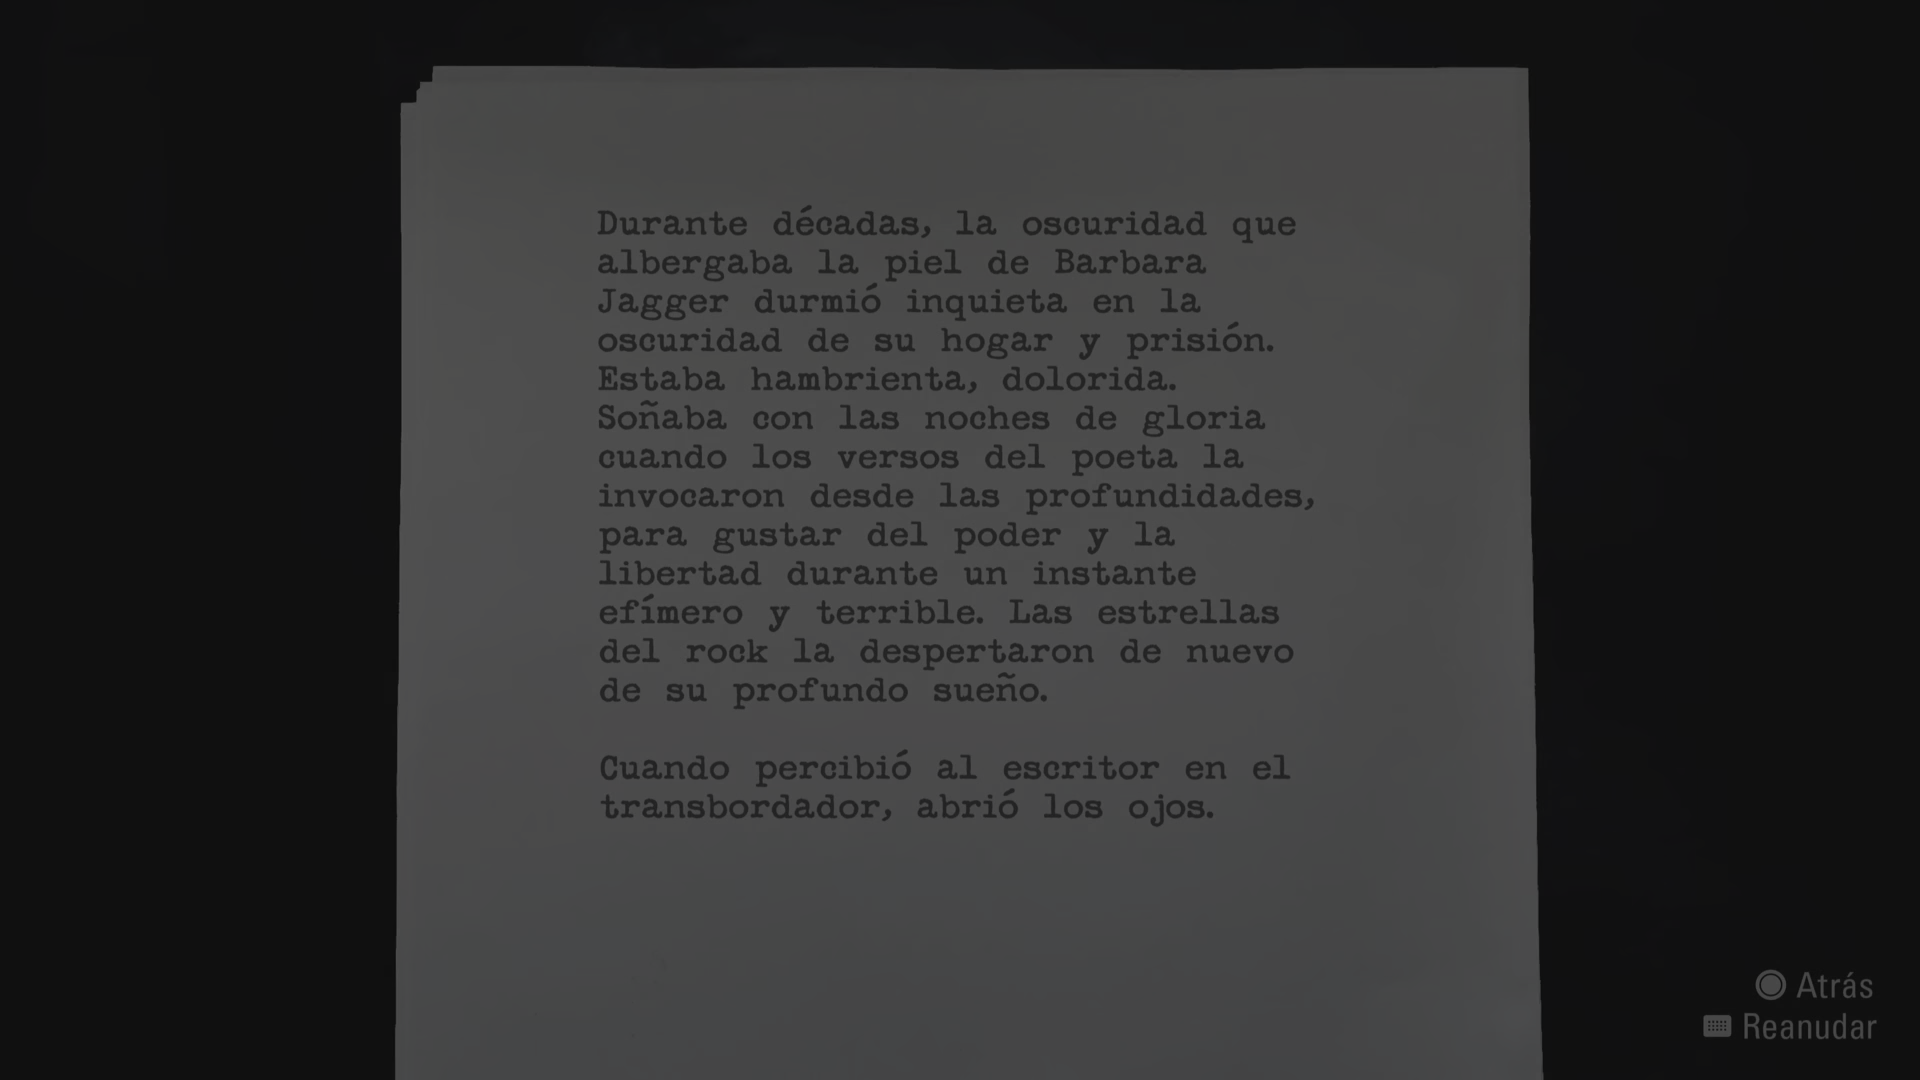 Durante décadas, la oscuridad que
albergaba la piel de Barbara
Jagger durmió inquieta en la
oscuridad de su hogar y prisión.
Estaba hambrienta, dolorida.
Soñaba con las noches de gloria
cuando los versos del poeta la
invocaron desde las profundidades,
para gustar del poder y la
libertad durante un instante
efímero y terrible. Las estrellas
del rock la despertaron de nuevo
de su profundo sueño.
Cuando percibió al escritor en el
transbordador, abrió los ojos.
Atrás
Reanudar